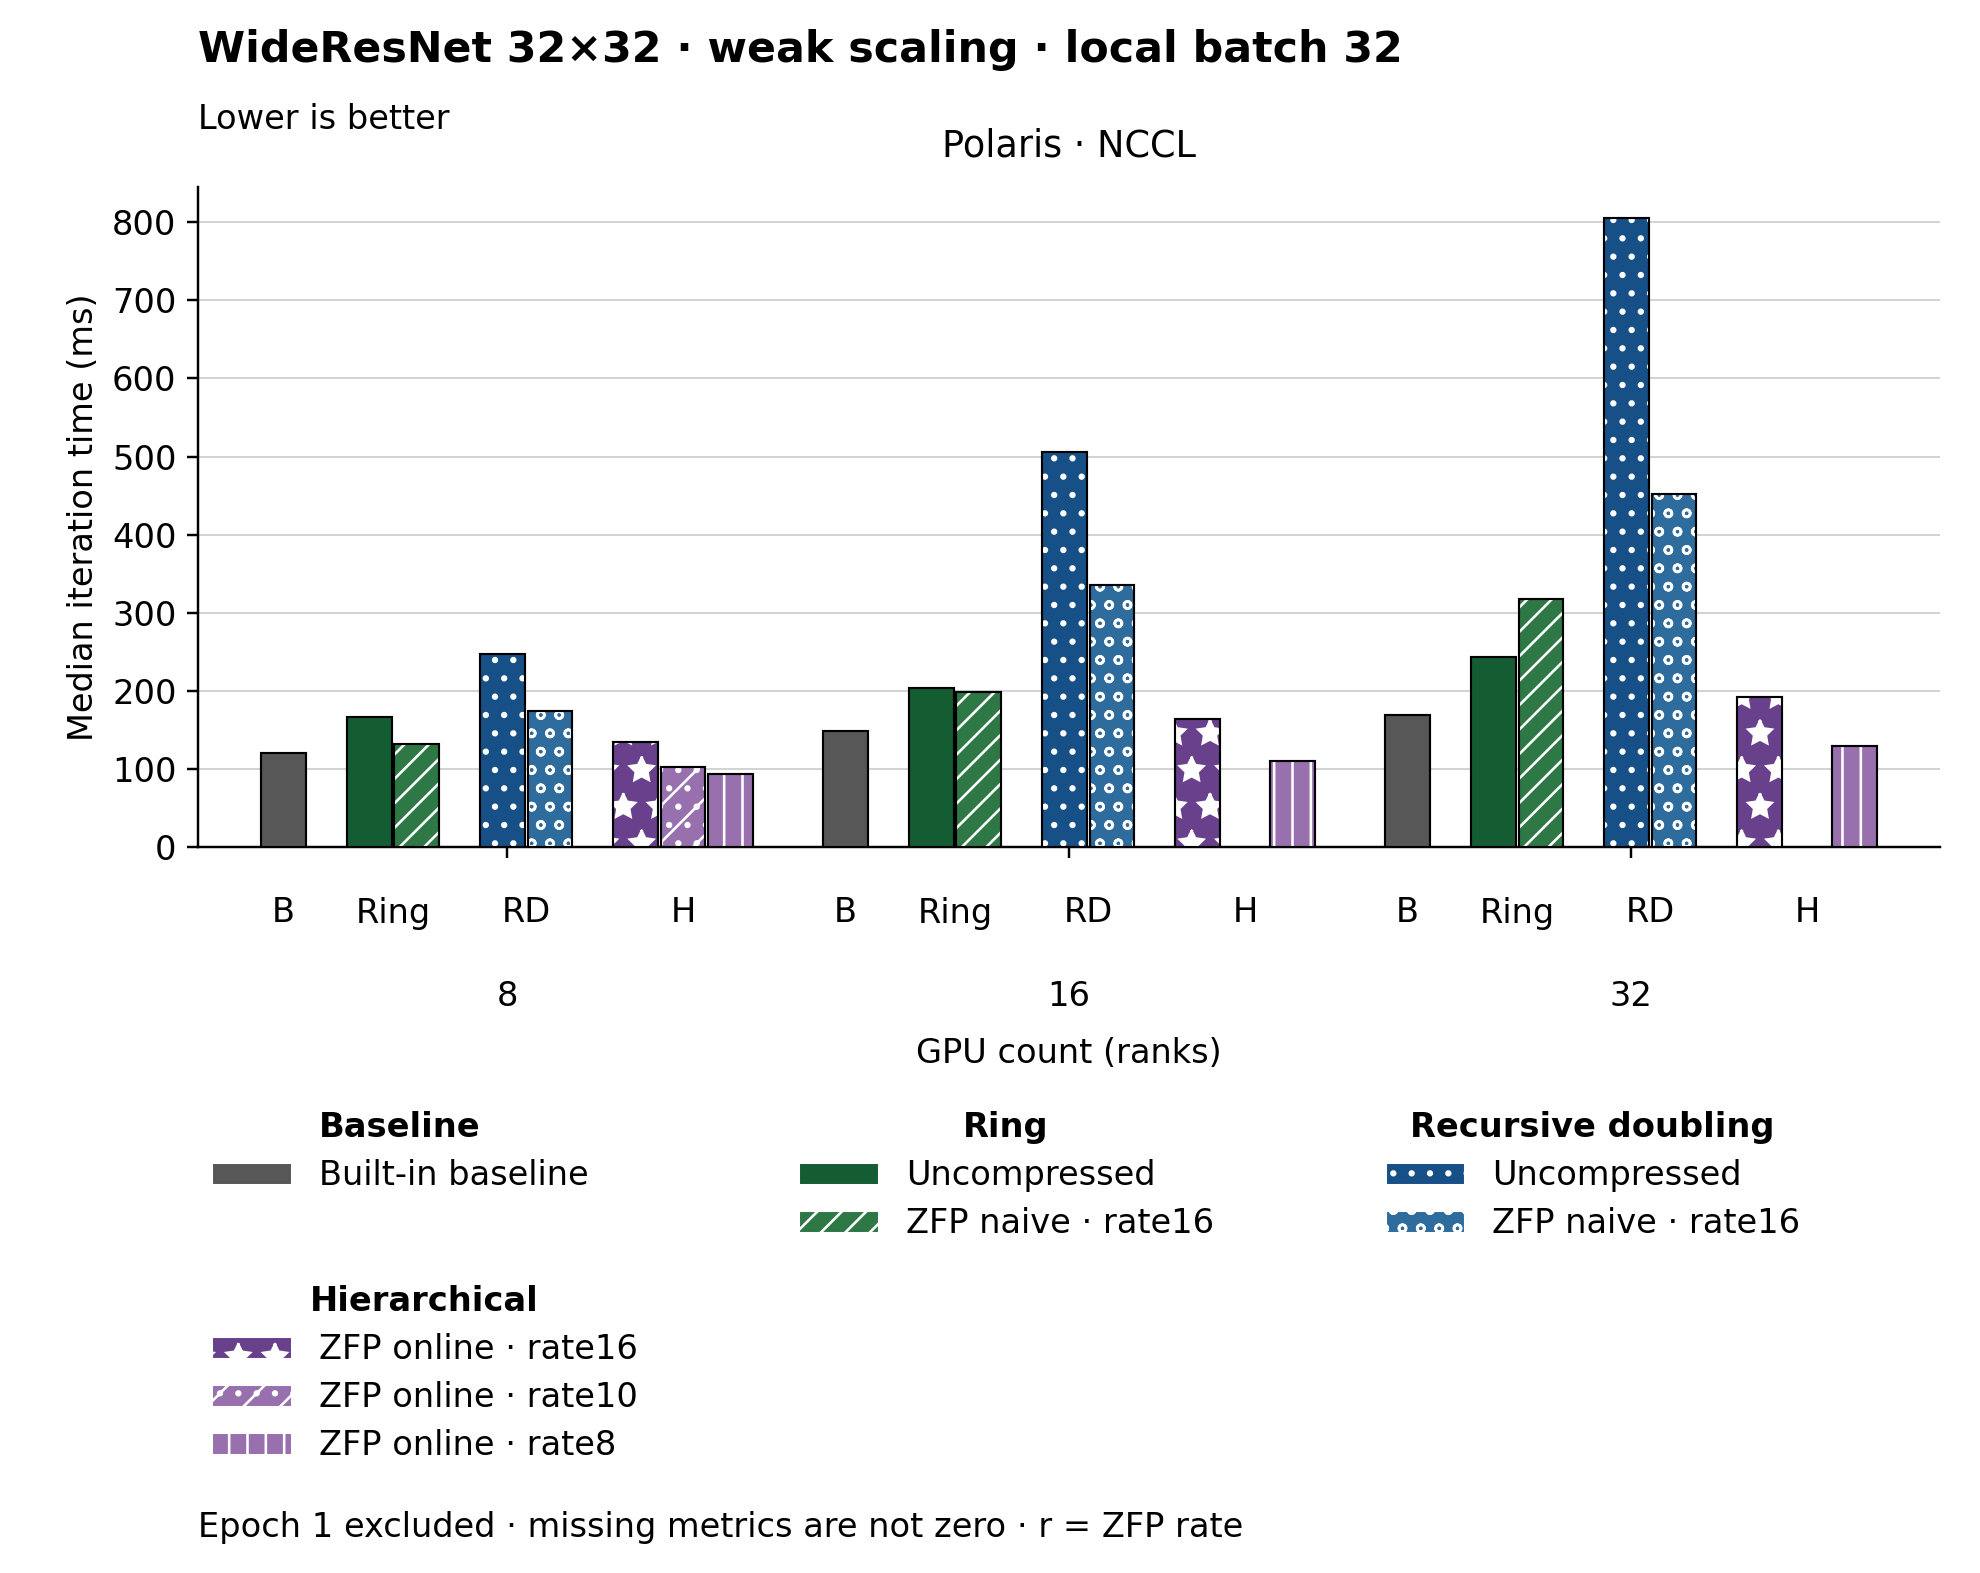 WideResNet 32×32 · weak scaling · local batch 32
Lower is better
Polaris · NCCL
Median iteration time (ms)
800
700
600
500
400
300
200
100
0
B Ring RD H B Ring RD H B Ring RD H
8 16 32
GPU count (ranks)
Baseline
Built-in baseline
Ring
Uncompressed
ZFP naive · rate16
Recursive doubling
Uncompressed
ZFP naive · rate16
Hierarchical
ZFP online · rate16
ZFP online · rate10
ZFP online · rate8
Epoch 1 excluded · missing metrics are not zero · r = ZFP rate